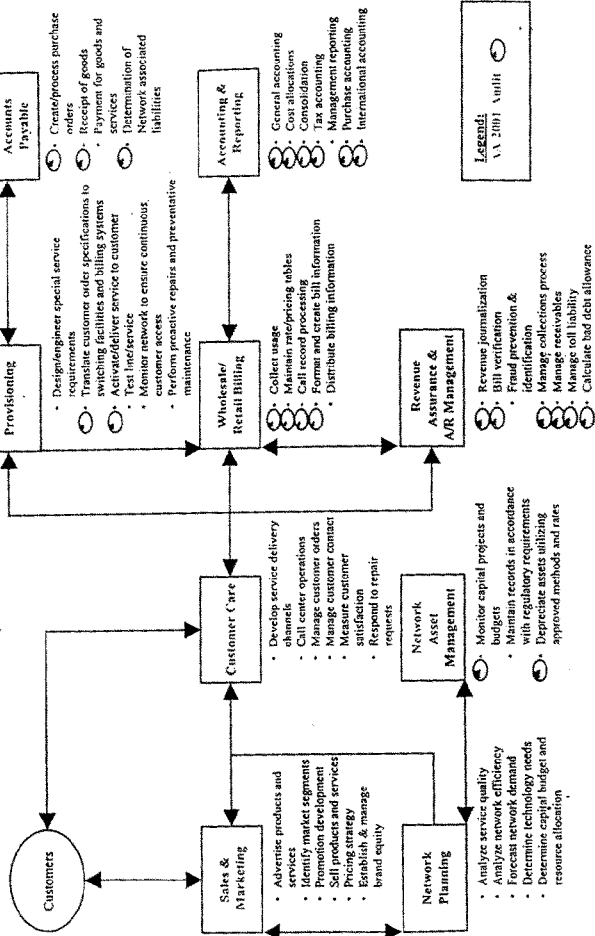 Customers
Sales &
Marketing
• Advertise products and
services
• Identify market segments
• Promotion development
• Sell products and services
• Pricing strategy
• Establish & manage
brand equity
Network
Planning
• Analyze service quality
• Analyze network efficiency
• Forecast network demand
• Determine technology needs
• Determine capital budget and
resource allocation
Customer Care
• Develop service delivery
channels
• Call center operations
• Manage customer orders
• Manage customer contact
• Measure customer
satisfaction
• Respond to repair
requests
Network
Asset
Management
• Monitor capital projects and
budgets
• Maintain records in accordance
with regulatory requirements
• Depreciate assets utilizing
approved methods and rates
Provisioning
• Design/engineer special service
requirements
• Translate customer order specifications to
switching facilities and billing systems
• Activate/deliver service to customer
• Test line/service
• Monitor network to ensure continuous
customer access
• Perform proactive repairs and preventative
maintenance
Wholesale/
Retail Billing
• Collect usage
• Maintain rate/pricing tables
• Call record processing
• Format and create bill information
• Distribute billing information
Revenue
Assurance &
A/R Management
• Revenue journalization
• Bill verification
• Fraud prevention &
identification
• Manage collections process
• Manage receivables
• Manage toll liability
• Calculate bad debt allowance
Accounts
Payable
• Create/process purchase
orders
• Receipt of goods
• Payment for goods and
services
• Determination of
Network associated
liabilities
Accounting &
Reporting
• General accounting
• Cost allocations
• Consolidation
• Tax accounting
• Management reporting
• Purchase accounting
• International accounting
Legend:
AA 2001 Audit